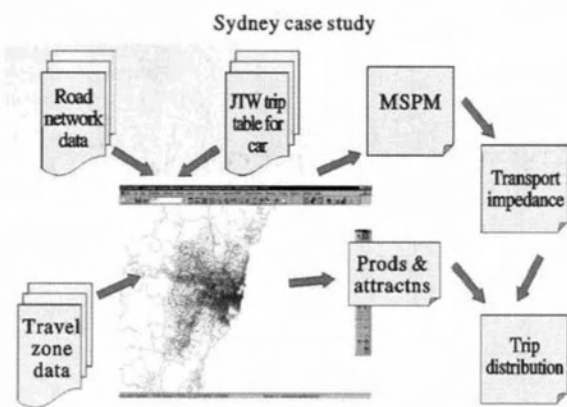 Sydney case study
Road
network
data
JTW trip
table for
car
MSPM
Transport
impedance
Prods &
attractns
Travel
zone
data
Trip
distribution